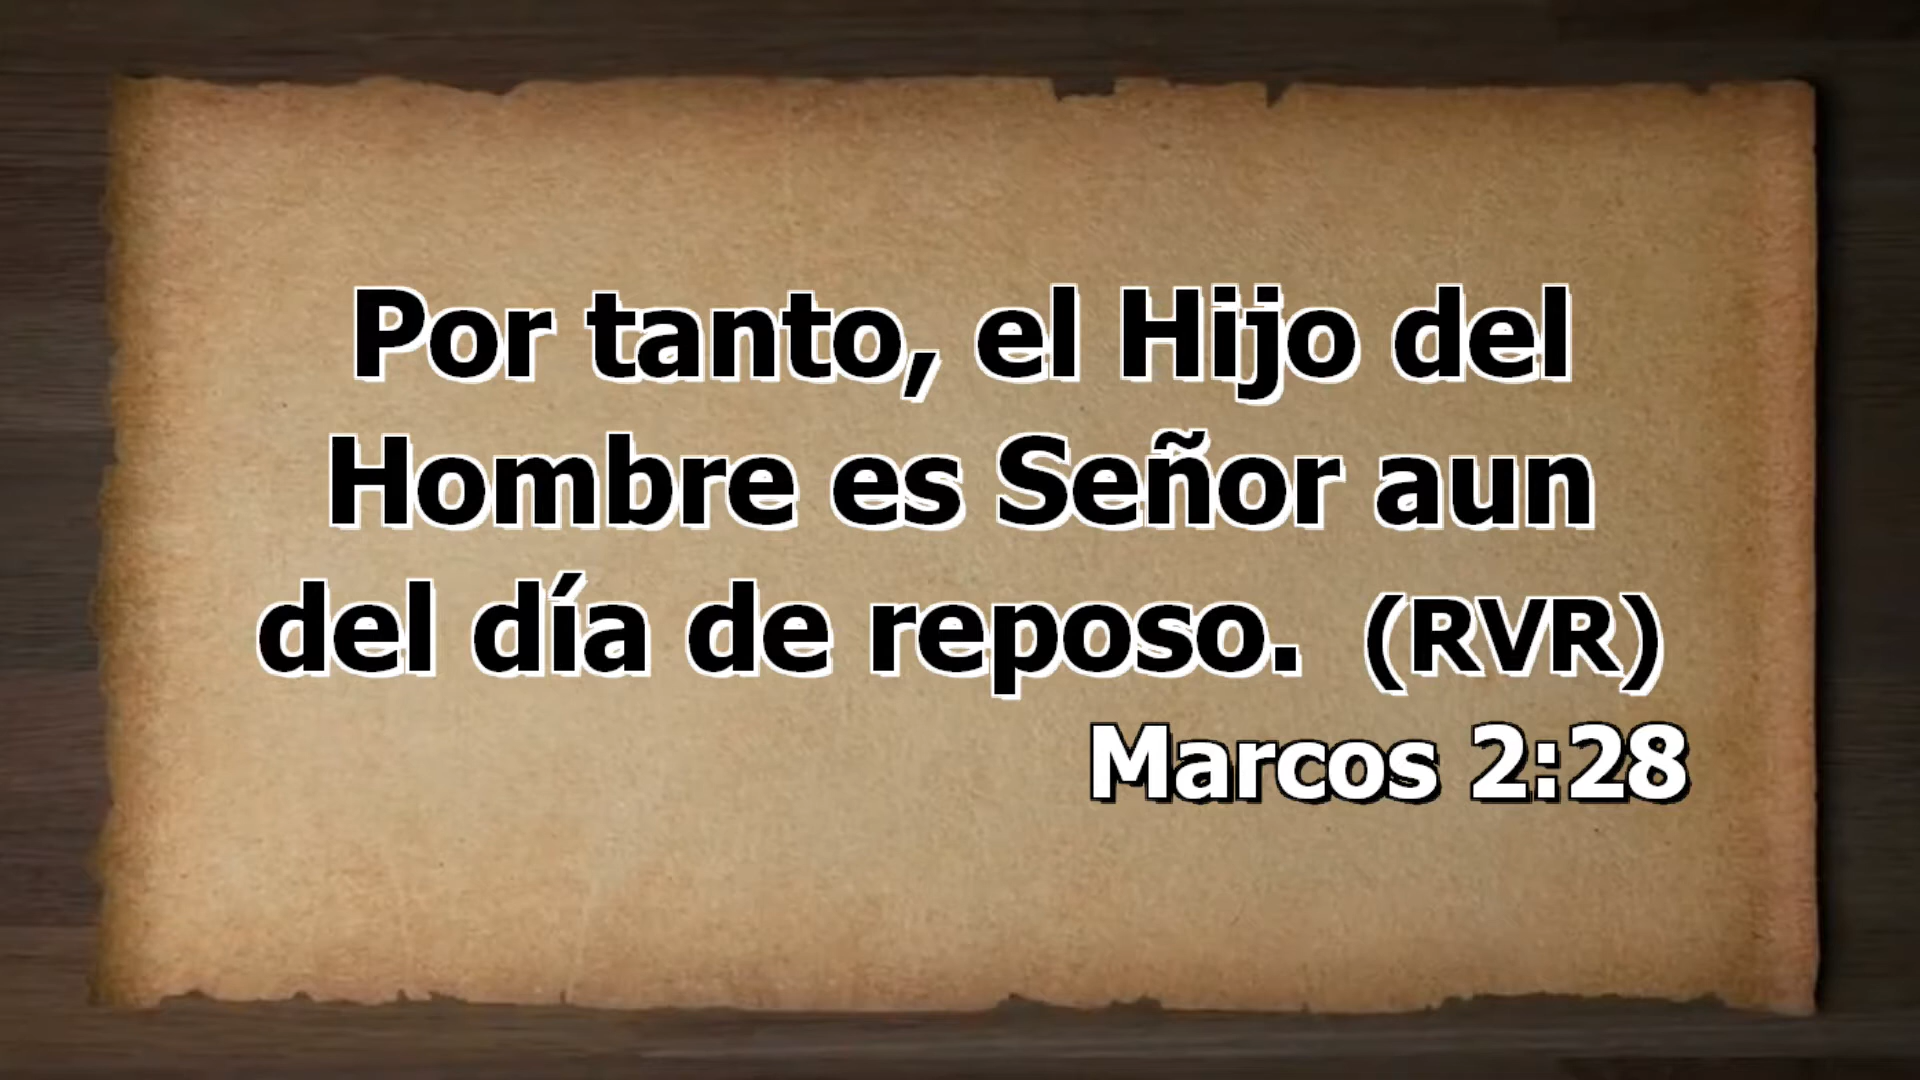 Por tanto, el Hijo del
Hombre es Señor aun
del día de reposo. (RVR)
Marcos 2:28